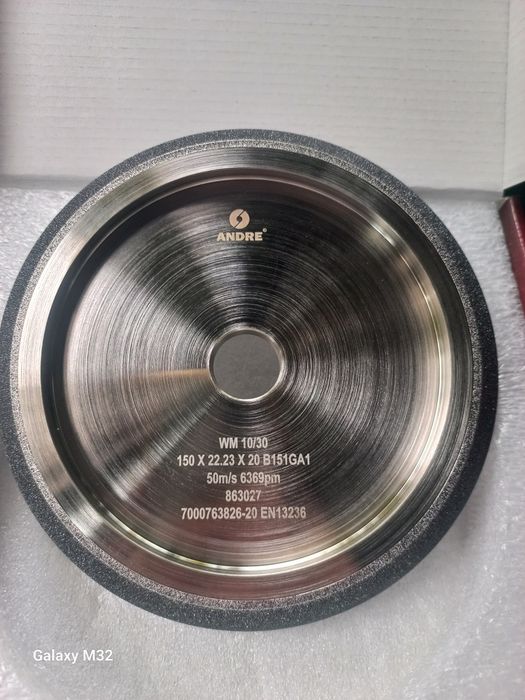 ANDRE®
WM 10/30
150 X 22.23 X 20 B151GA1
50m/s 6369pm
863027
7000763826-20 EN13236
Galaxy M32